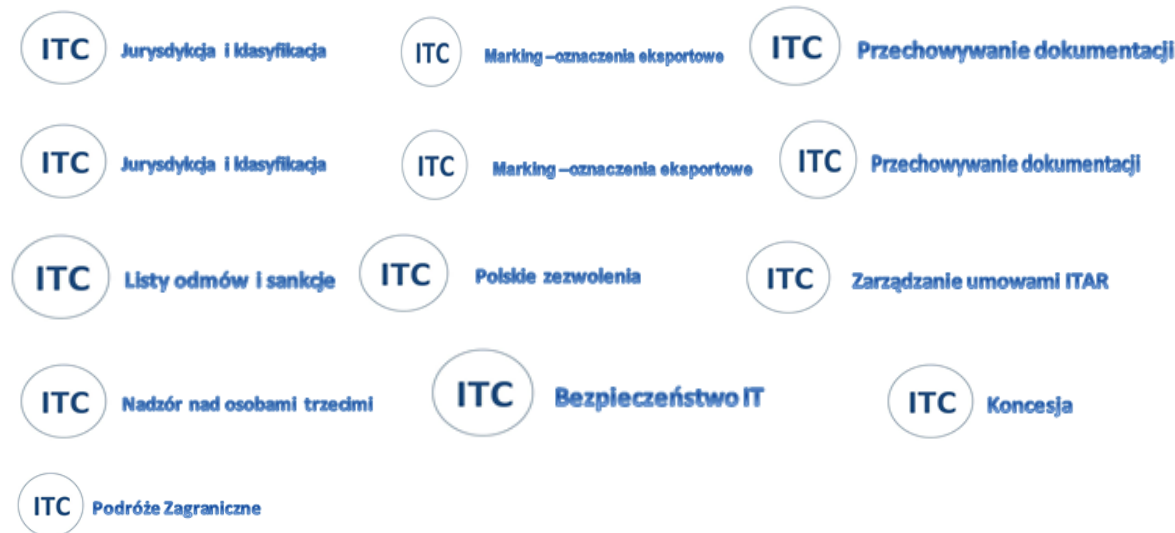 ITC Jurysdykcja i klasyfikacja
ITC Marking –oznaczenia eksportowe
ITC Przechowywanie dokumentacji
ITC Jurysdykcja i klasyfikacja
ITC Marking –oznaczenia eksportowe
ITC Przechowywanie dokumentacji
ITC Listy odmów i sankcje
ITC Polskie zezwolenia
ITC Zarządzanie umowami ITAR
ITC Nadzór nad osobami trzecimi
ITC Bezpieczeństwo IT
ITC Koncesja
ITC Podróże Zagraniczne